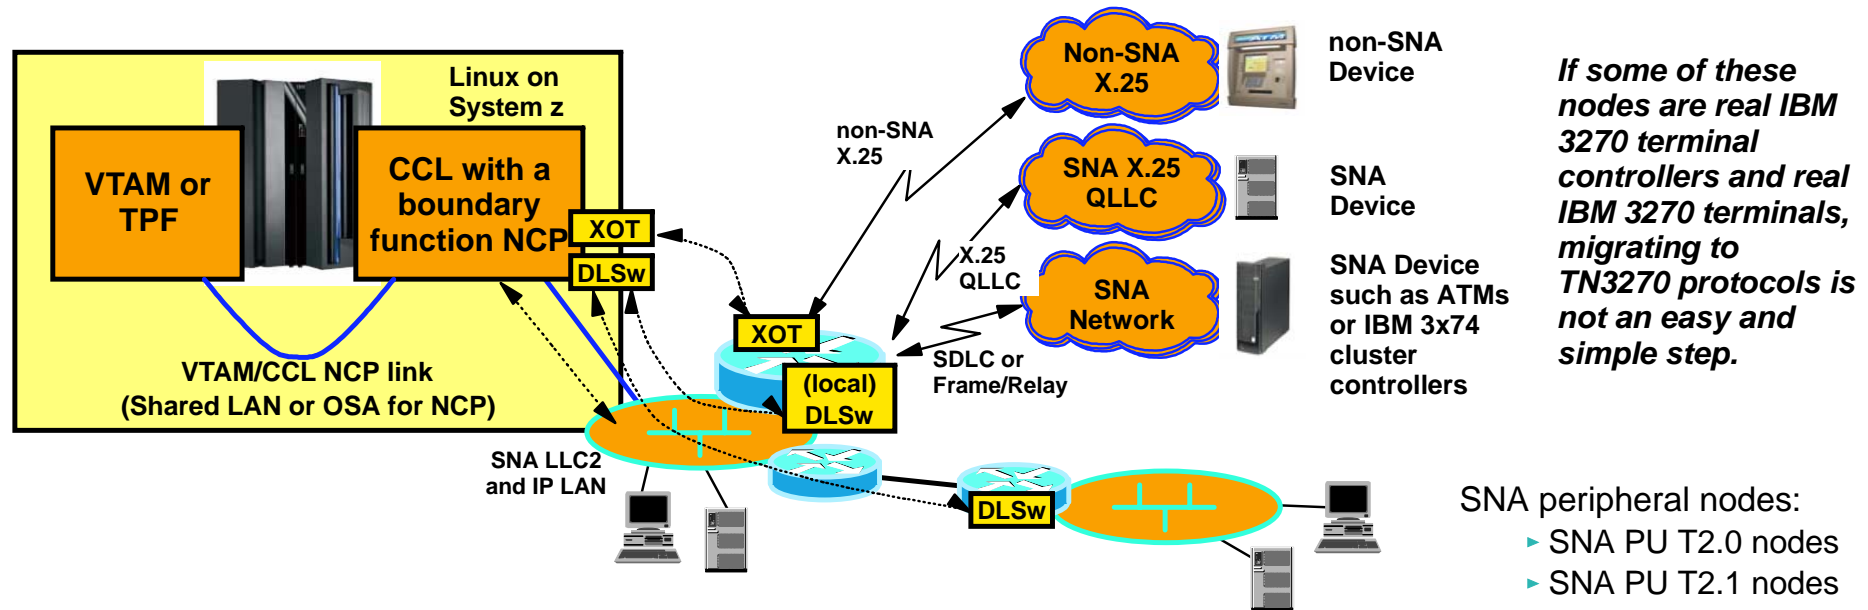 Linux on
System z
VTAM or
TPF
CCL with a
boundary
function NCP
XOT
DLSw
VTAM/CCL NCP link
(Shared LAN or OSA for NCP)
non-SNA
X.25
XOT
(local)
DLSw
X.25
QLLC
SDLC or
Frame/Relay
Non-SNA
X.25
SNA X.25
QLLC
SNA
Network
ATM
non-SNA
Device
SNA
Device
SNA Device
such as ATMs
or IBM 3x74
cluster
controllers
If some of these
nodes are real IBM
3270 terminal
controllers and real
IBM 3270 terminals,
migrating to
TN3270 protocols is
not an easy and
simple step.
SNA LLC2
and IP LAN
DLSw
SNA peripheral nodes:
► SNA PU T2.0 nodes
► SNA PU T2.1 nodes